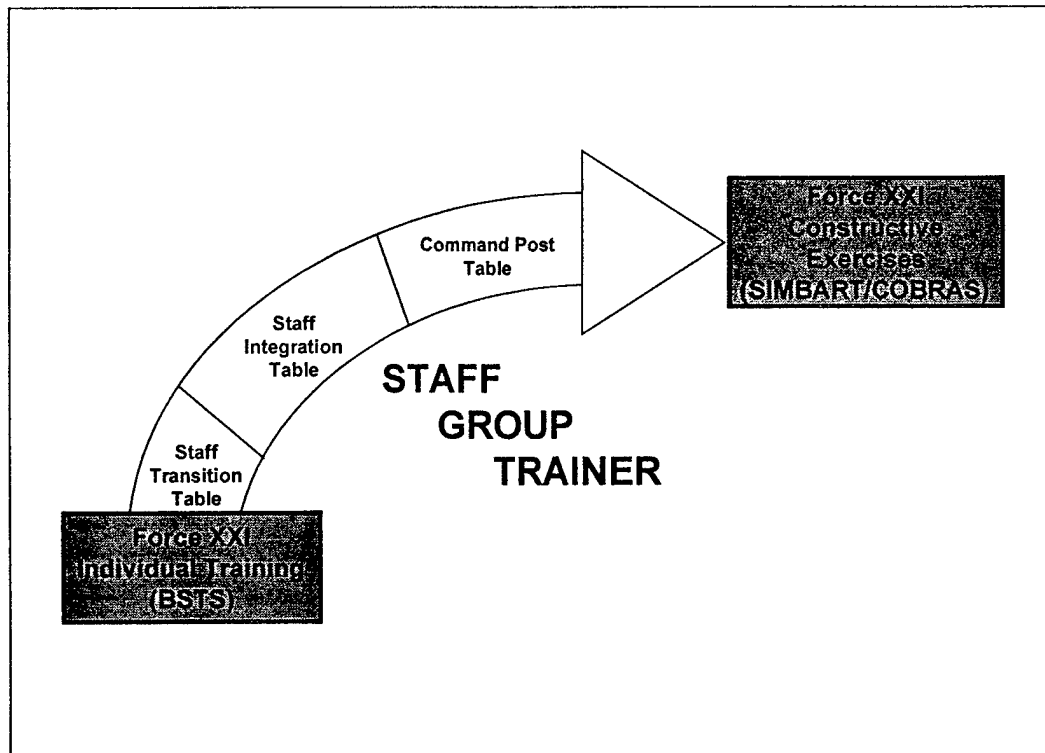 Force XXI
Constructive
Exercises
(SIMBART/COBRAS)
Command Post
Table
Staff
Integration
Table
STAFF
GROUP
TRAINER
Staff
Transition
Table
Force XXI
Individual Training
(BSTS)